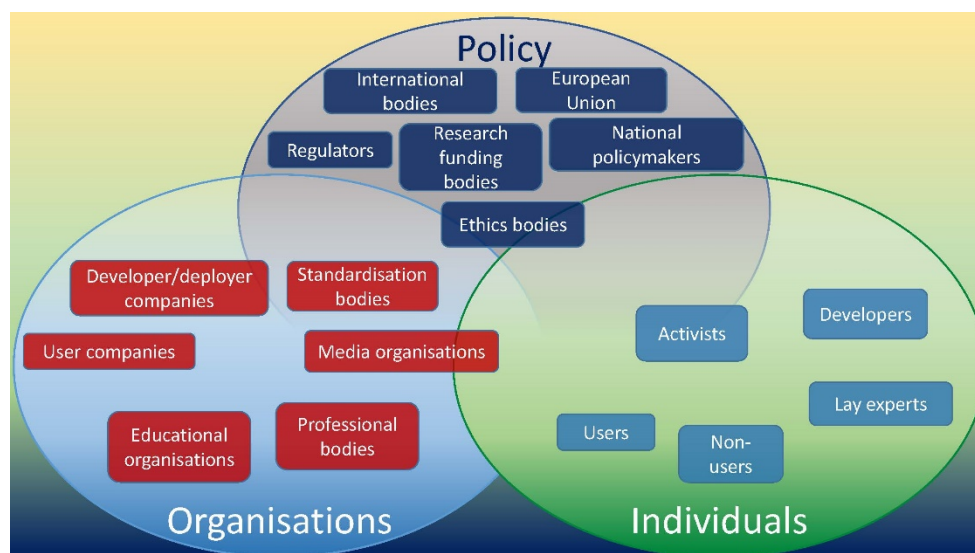 Policy
International
bodies
European
Union
Regulators
Research
funding
bodies
National
policymakers
Ethics bodies
Developer/deployer
companies
Standardisation
bodies
User companies
Media organisations
Educational
organisations
Professional
bodies
Organisations
Activists
Developers
Lay experts
Users
Non-
users
Individuals